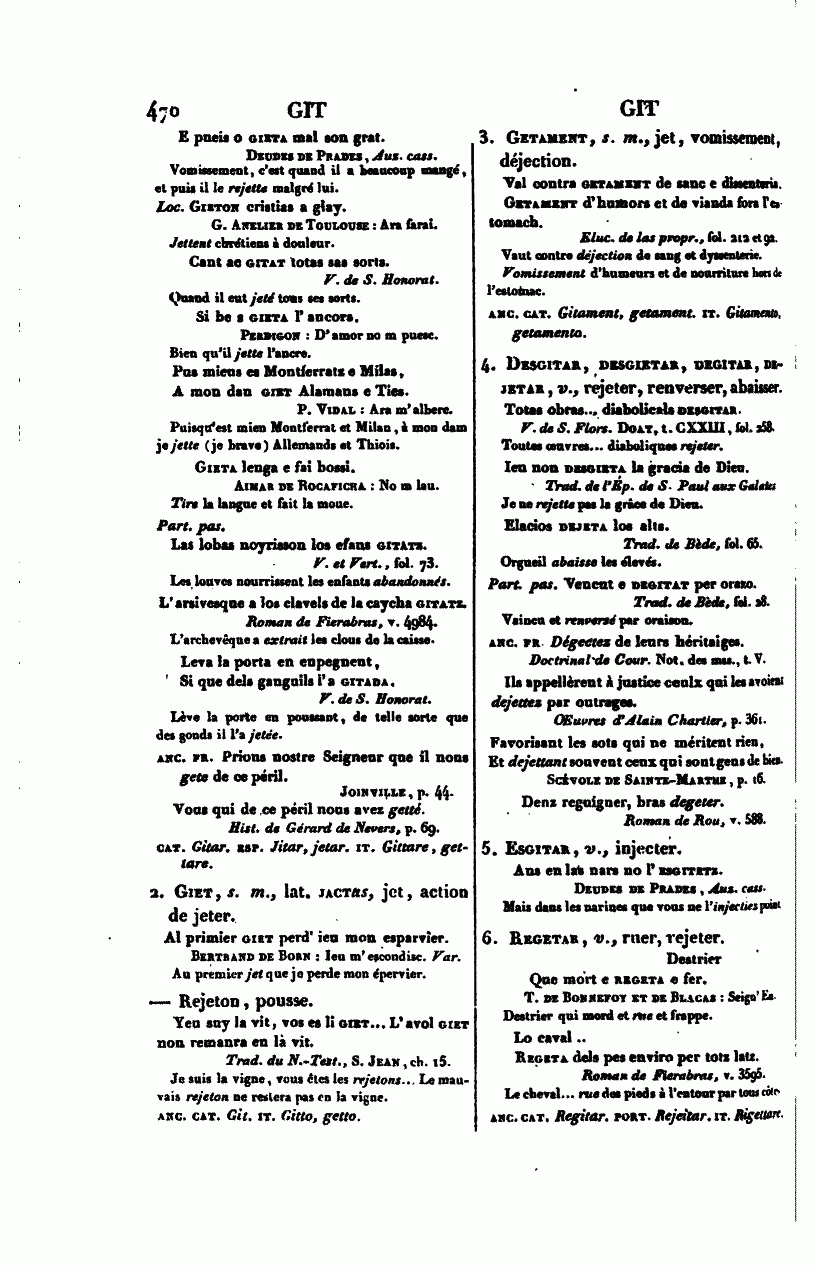 470 GIT GIT
E pueis o GIETA mal son grat.
DEUDES DE PRADES, Aus. cass.
Vomissement, c'est quand il a beaucoup mangé,
et puis il le rejette malgré lui.
Loc. GIETON cristias a glay.
G. ANELIER DE TOULOUSE : Ara farai.
Jettent chrétiens à douleur.
Cant ac GITAT totas sas sorts.
V. de S. Honorat.
Quand il eut jeté tous ses sorts.
Si be s GIETA l'ancora.
PERDIGON : D'amor no m puesc.
Bien qu'il jette l'ancre.
Pus mieus es Montferratz e Milas,
A mon dan GIET Alamans e Ties.
P. VIDAL : Ara m'albere.
Puisqu'est mien Montferrat et Milan, à mon dam
je jette (je brave) Allemands et Thiois.
GIETA lenga e fai bossi.
AIMAR DE ROCAFICHA : No m lau.
Tire la langue et fait la moue.
Part. pas.
Las lobas noyrisson los efans GITATZ.
V. et Vert., fol. 73.
Les louves nourrissent les enfants abandonnés.
L'arsivesque a los clavels de la caycha GITATZ.
Roman de Fierabras, v. 4984.
L'archevêque a extrait les clous de la caisse.
Leva la porta en enpegnent,
Si que dels ganguils l'a GITADA.
V. de S. Honorat.
Lève la porte en poussant, de telle sorte que
des gonds il l'a jetée.
ANC. FR. Prions nostre Seigneur que il nous
gete de ce péril.
JOINVILLE, p. 44.
Vous qui de ce péril nous avez getté.
Hist. de Gérard de Nevers, p. 69.
CAT. Gitar. ESP. Jitar, jetar. IT. Gittare, get-
tare.
2. GIET, s. m., lat. JACTUS, jet, action
de jeter.
Al primier GIET perd' ieu mon esparvier.
BERTRAND DE BORN : Ieu m'escondisc. Var.
Au premier jet que je perde mon épervier.
— Rejeton, pousse.
Yeu suy la vit, vos es li GIET... L'avol GIET
non remanra en la vit.
Trad. du N.-Test., S. JEAN, ch. 15.
Je suis la vigne, vous êtes les rejetons... Le mau-
vais rejeton ne restera pas en la vigne.
ANC. CAT. Git. IT. Gitto, getto.
3. GETAMENT, s. m., jet, vomissement,
déjection.
Val contra GETAMENT de sanc e dissenteria.
GETAMENT d'humors et de vianda fora l'es-
tomach.
Eluc. de las propr., fol. 212 et 92.
Vaut contre déjection de sang et dyssenterie.
Vomissement d'humeurs et de nourriture hors de
l'estomac.
ANC. CAT. Gitament, getament. IT. Gitamento,
getamento.
4. DESGITAR, DESGIETAR, DEGITAR, DE-
JETAR, v., rejeter, renverser, abaisser.
Totas obras... diabolicals DESGITAR.
V. de S. Flors. DOAT, t. CXXIII, fol. 258.
Toutes œuvres... diaboliques rejeter.
Ieu non DESGIETA la gracia de Dieu.
Trad. de l'Ép. de S. Paul aux Galates
Je ne rejette pas la grâce de Dieu.
Elacios DEJETA los alts.
Trad. de Bède, fol. 65.
Orgueil abaisse les élevés.
Part. pas. Vencut e DEGITAT per orazo.
Trad. de Bède, fol. 28.
Vaincu et renversé par oraison.
ANC. FR. Dégectez de leurs héritaiges.
Doctrinal de Cour. Not. des mss., t. V.
Ils appellèrent à justice ceulx qui les avoient
dejettez par outrages.
Œuvres d'Alain Chartier, p. 361.
Favorisant les sots qui ne méritent rien,
Et dejettant souvent ceux qui sont gens de bien.
SCÉVOLE DE SAINTE-MARTHE, p. 16.
Denz reguigner, bras degeter.
Roman de Rou, v. 588.
5. ESGITAR, v., injecter.
Aus en las nars no l'ESGITETZ.
DEUDES DE PRADES, Aus. cass.
Mais dans les narines que vous ne l'injectiez point
6. REGETAR, v., ruer, rejeter.
Destrier
Que mort e REGETA e fer.
T. DE BONNEFOY ET DE BLACAS : Seign' En.
Destrier qui mord et rue et frappe.
Lo caval ..
REGETA dels pes enviro per totz latz.
Roman de Fierabras, v. 3595.
Le cheval... rue des pieds à l'entour par tous côtés
ANC. CAT. Regitar. PORT. Rejeitar. IT. Rigettare.